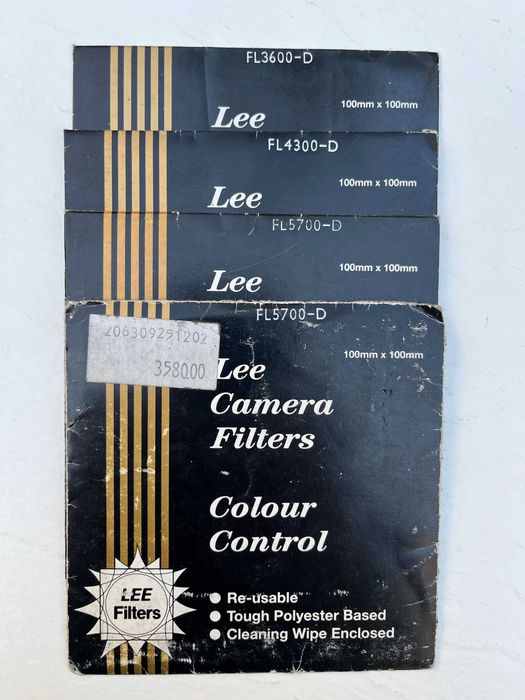 FL3600-D
100mm x 100mm
Lee
FL4300-D
100mm x 100mm
Lee
FL5700-D
100mm x 100mm
Lee
FL5700-D
206309251202
3580.00
100mm x 100mm
Lee
Camera
Filters
Colour
Control
LEE
Filters
● Re-usable
● Tough Polyester Based
● Cleaning Wipe Enclosed